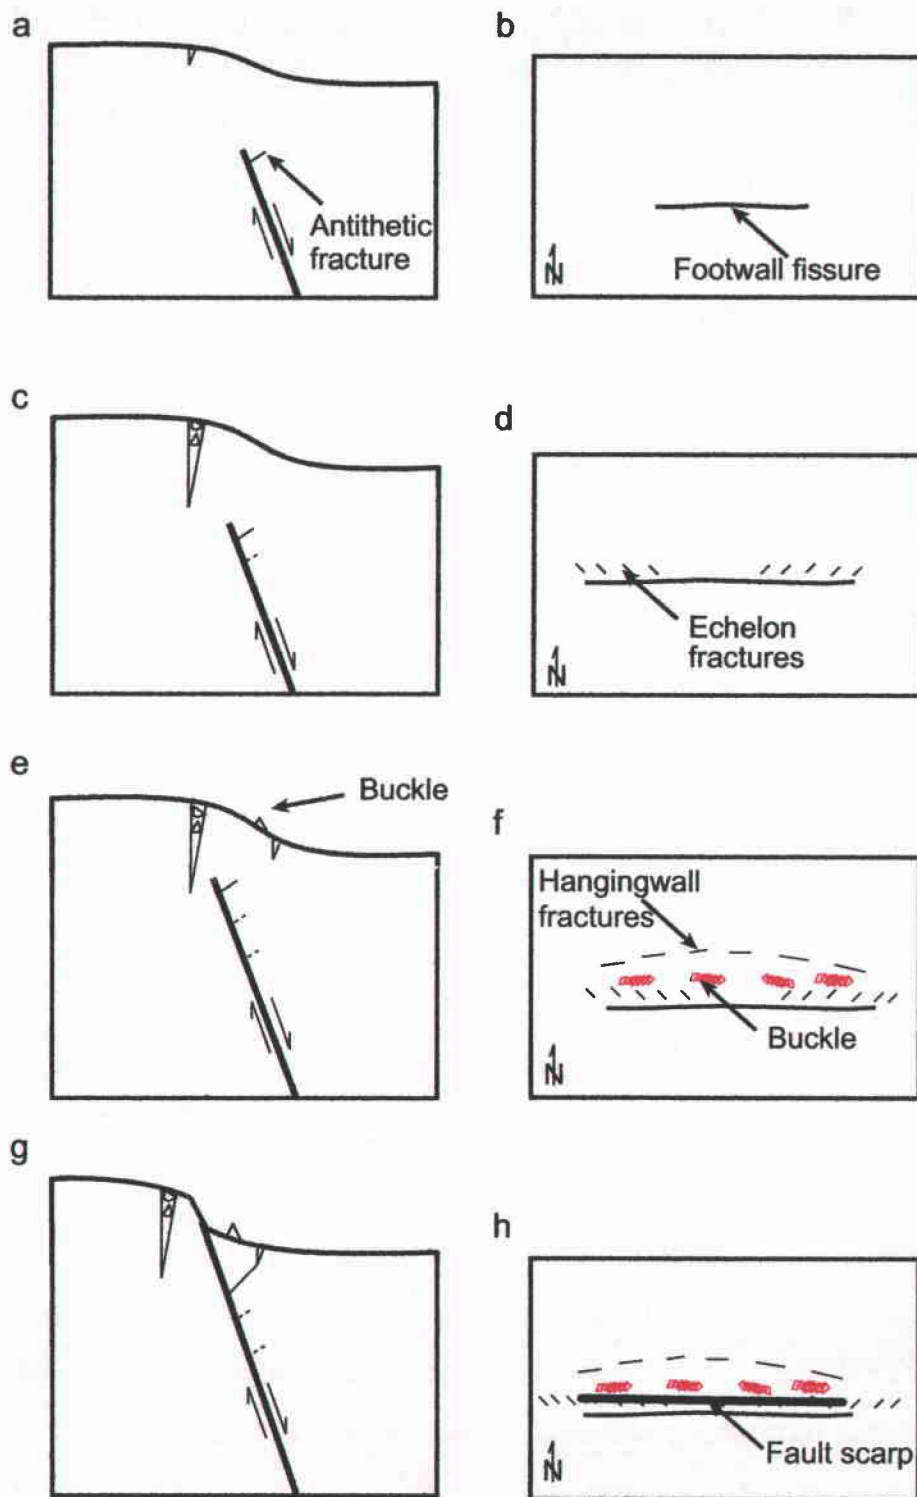 a
b
Antithetic
fracture
Footwall fissure
N
c
d
Echelon
fractures
N
e
Buckle
f
Hangingwall
fractures
Buckle
N
g
h
Fault scarp
N